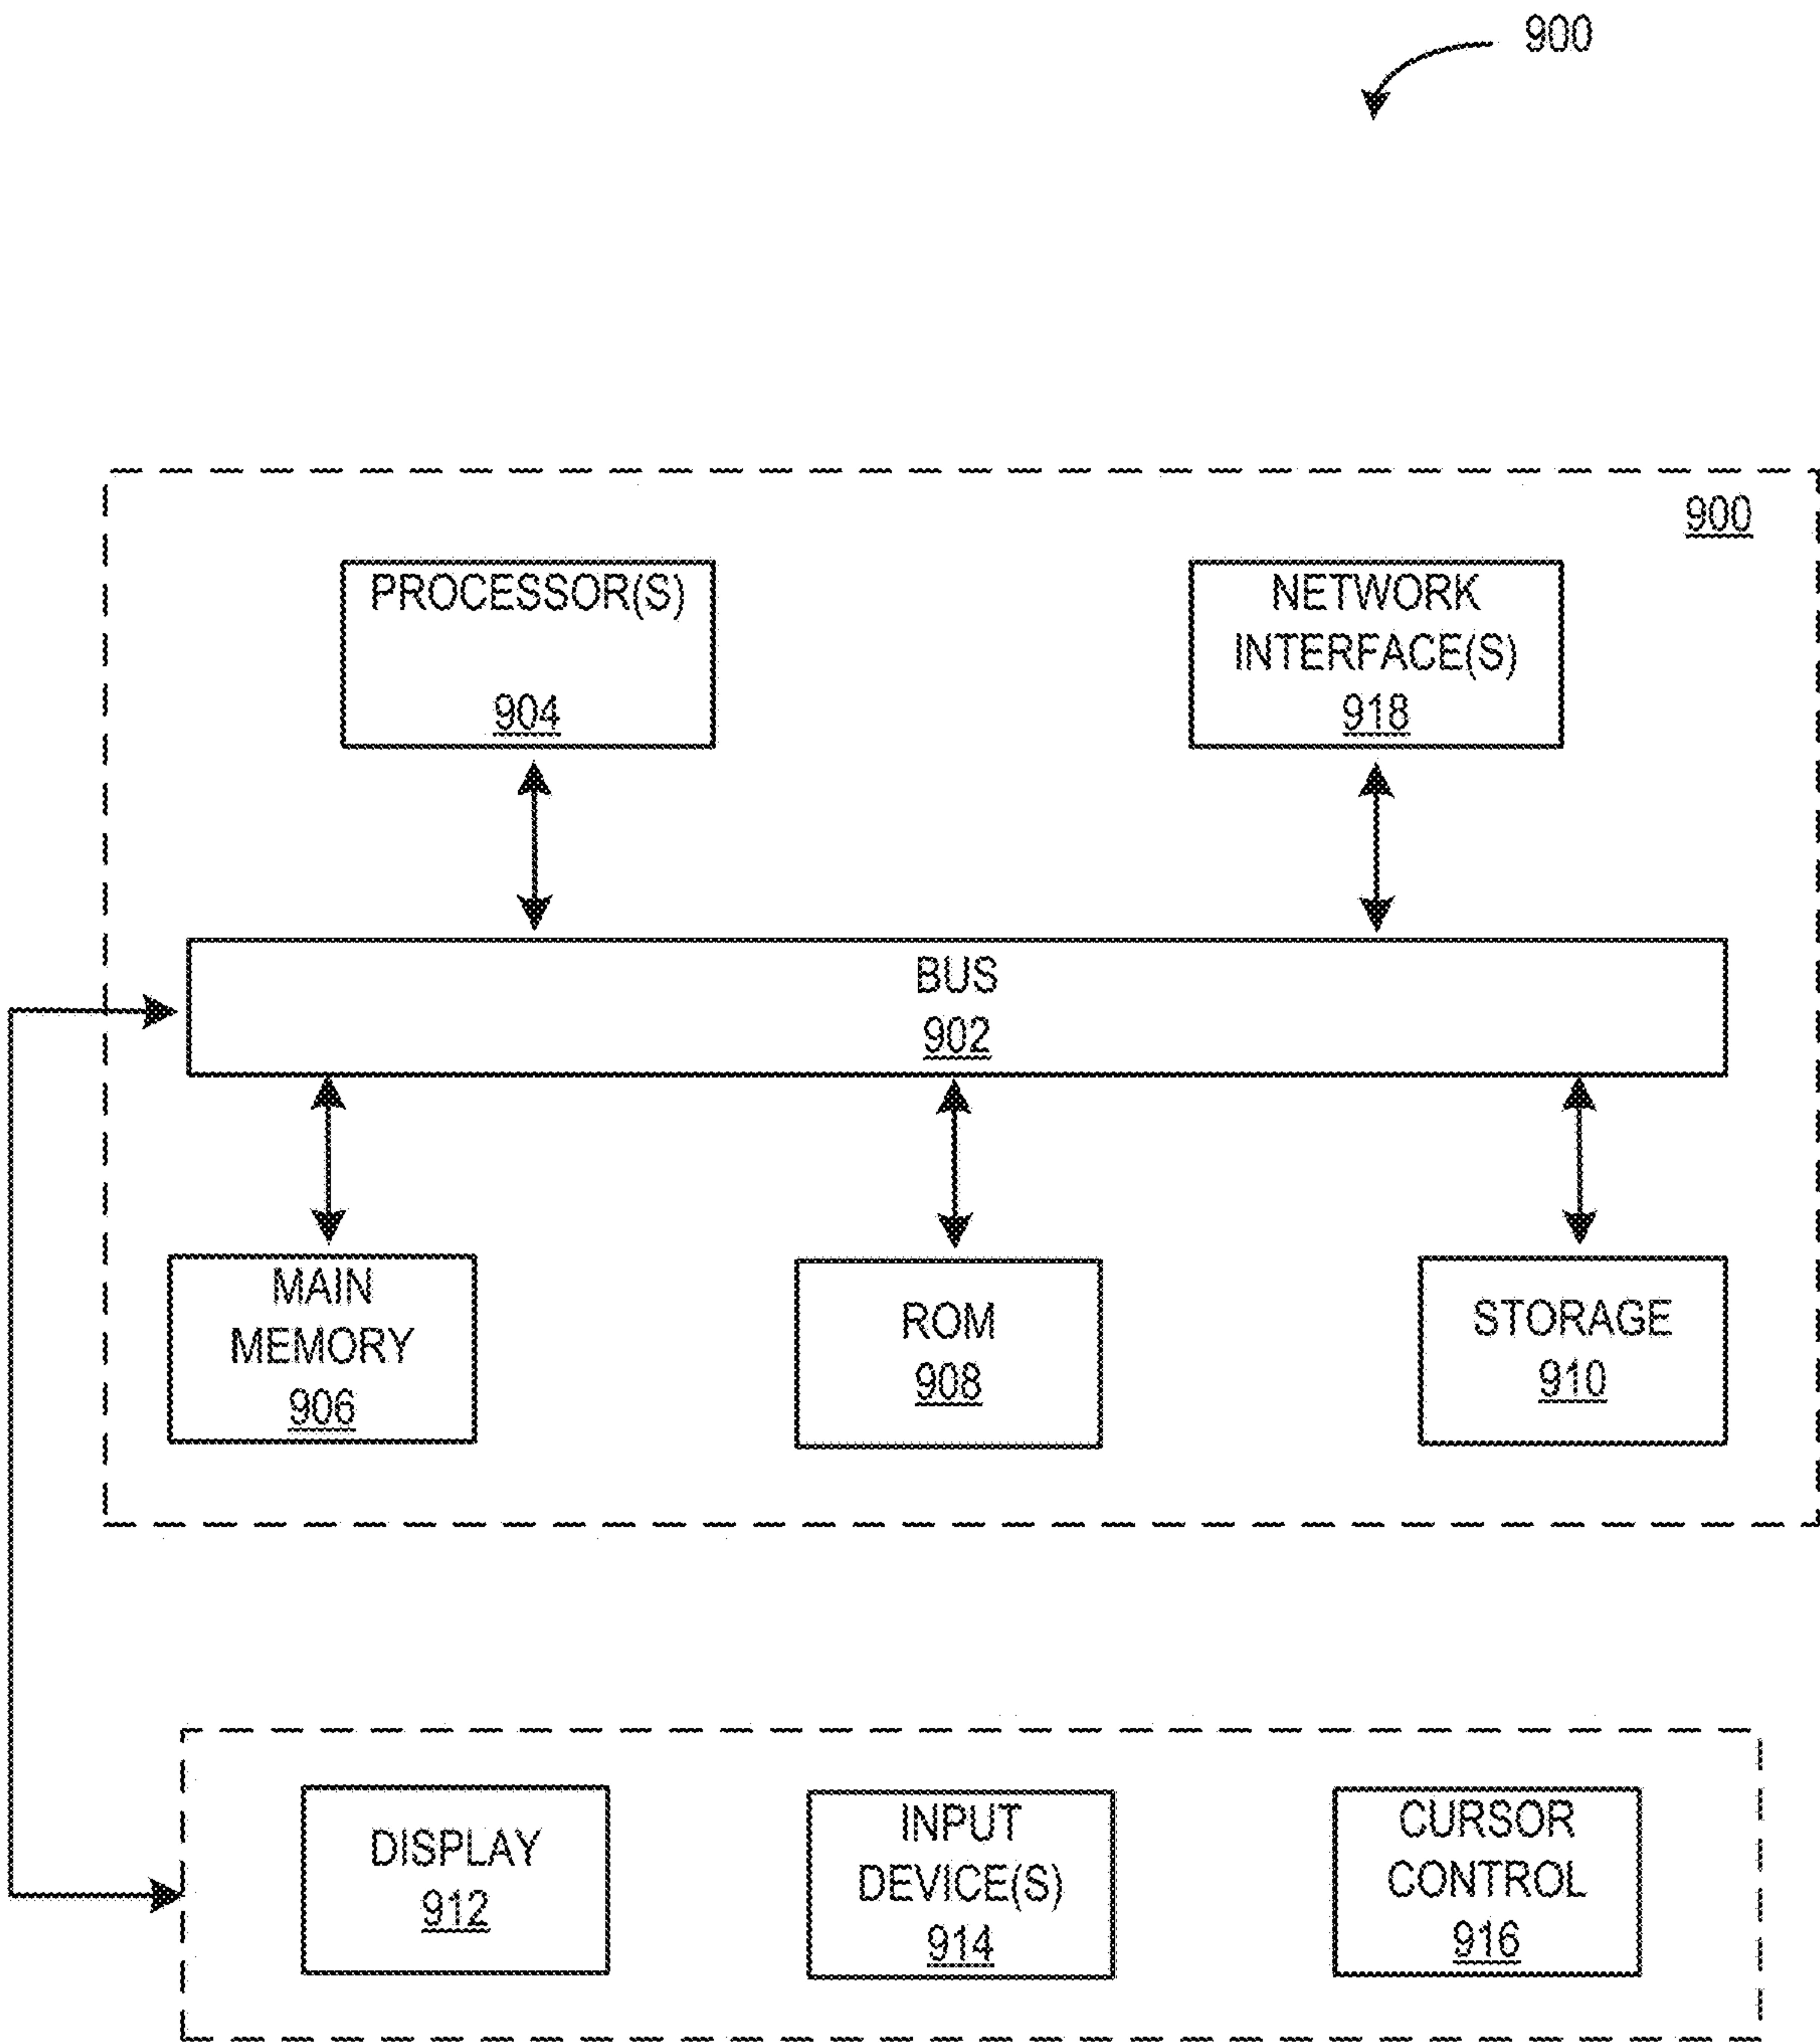 900
900
PROCESSOR(S)
904
NETWORK
INTERFACE(S)
918
BUS
902
MAIN
MEMORY
906
ROM
908
STORAGE
910
DISPLAY
912
INPUT
DEVICE(S)
914
CURSOR
CONTROL
916